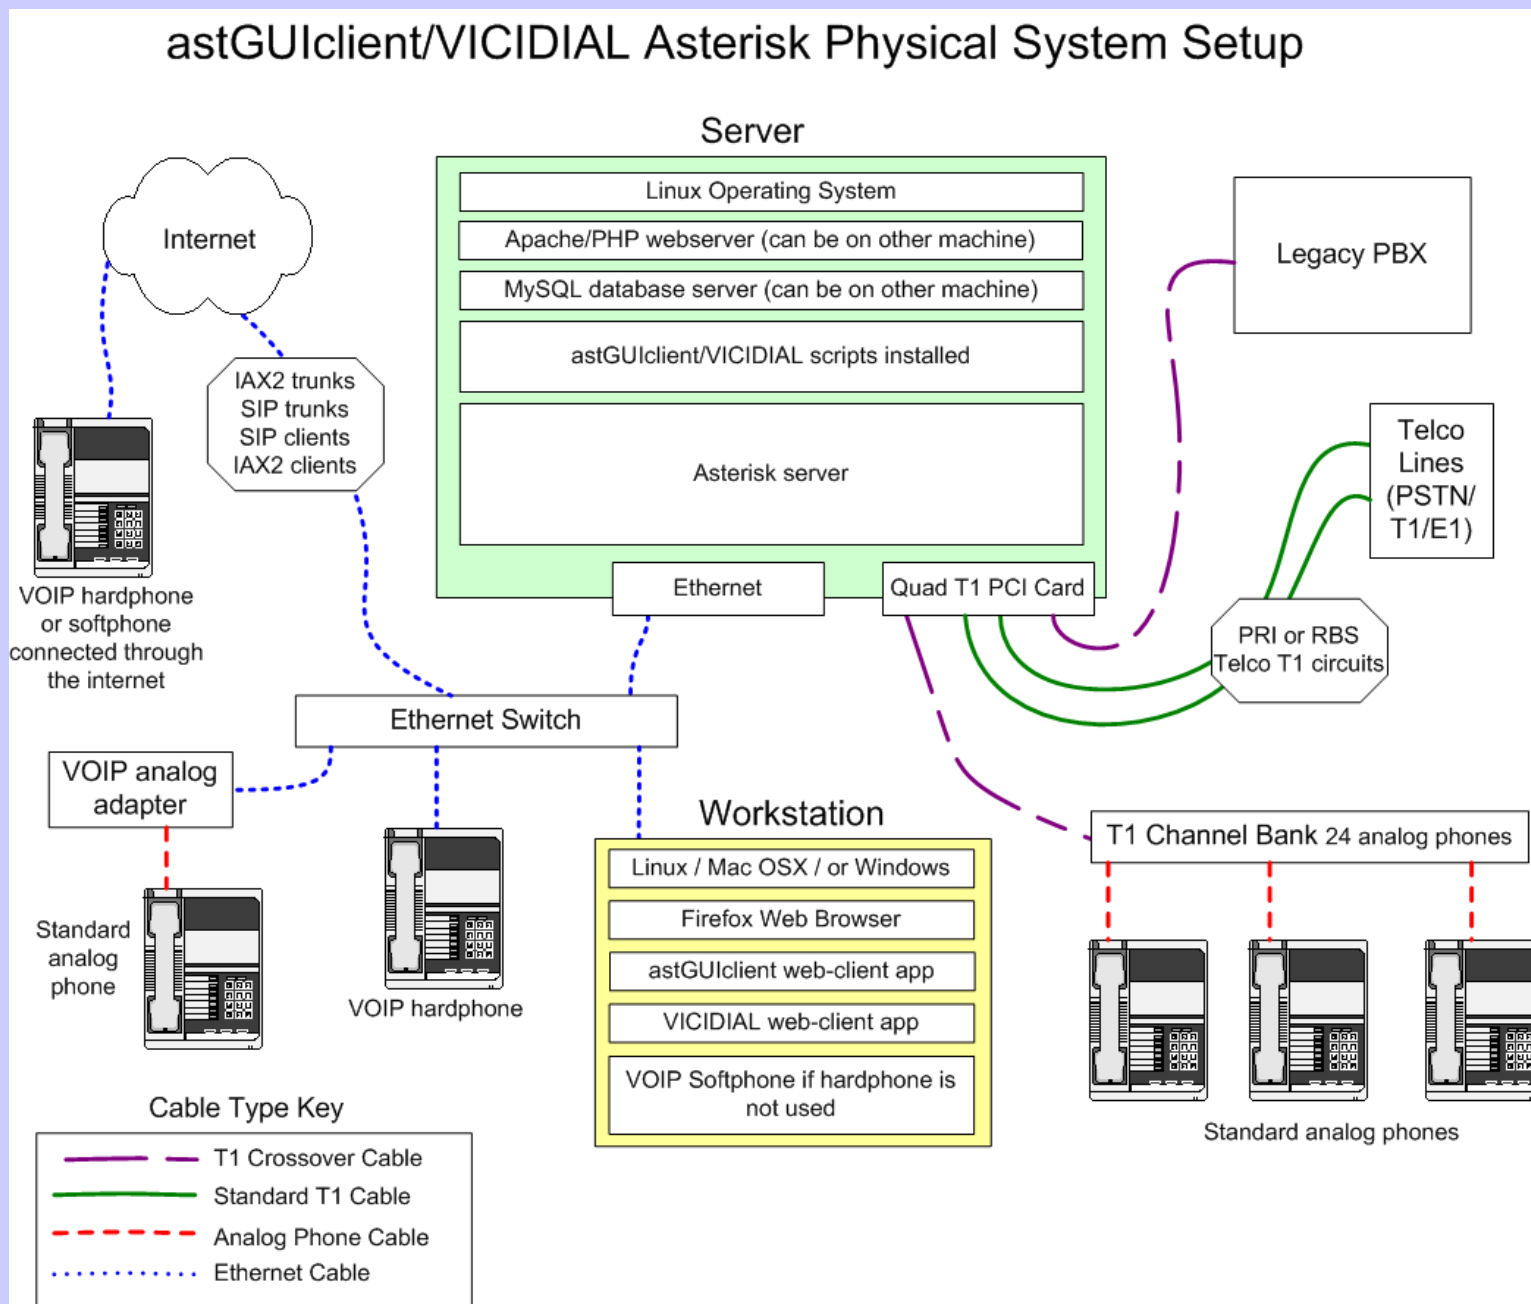 astGUIclient/VICIDIAL Asterisk Physical System Setup
Server
Linux Operating System
Apache/PHP webserver (can be on other machine)
MySQL database server (can be on other machine)
astGUIclient/VICIDIAL scripts installed
Asterisk server
Ethernet
Quad T1 PCI Card
Internet
IAX2 trunks
SIP trunks
SIP clients
IAX2 clients
Legacy PBX
Telco
Lines
(PSTN/
T1/E1)
PRI or RBS
Telco T1 circuits
VOIP hardphone
or softphone
connected through
the internet
Ethernet Switch
VOIP analog
adapter
Standard
analog
phone
VOIP hardphone
Workstation
Linux / Mac OSX / or Windows
Firefox Web Browser
astGUIclient web-client app
VICIDIAL web-client app
VOIP Softphone if hardphone is
not used
T1 Channel Bank 24 analog phones
Standard analog phones
Cable Type Key
T1 Crossover Cable
Standard T1 Cable
Analog Phone Cable
Ethernet Cable